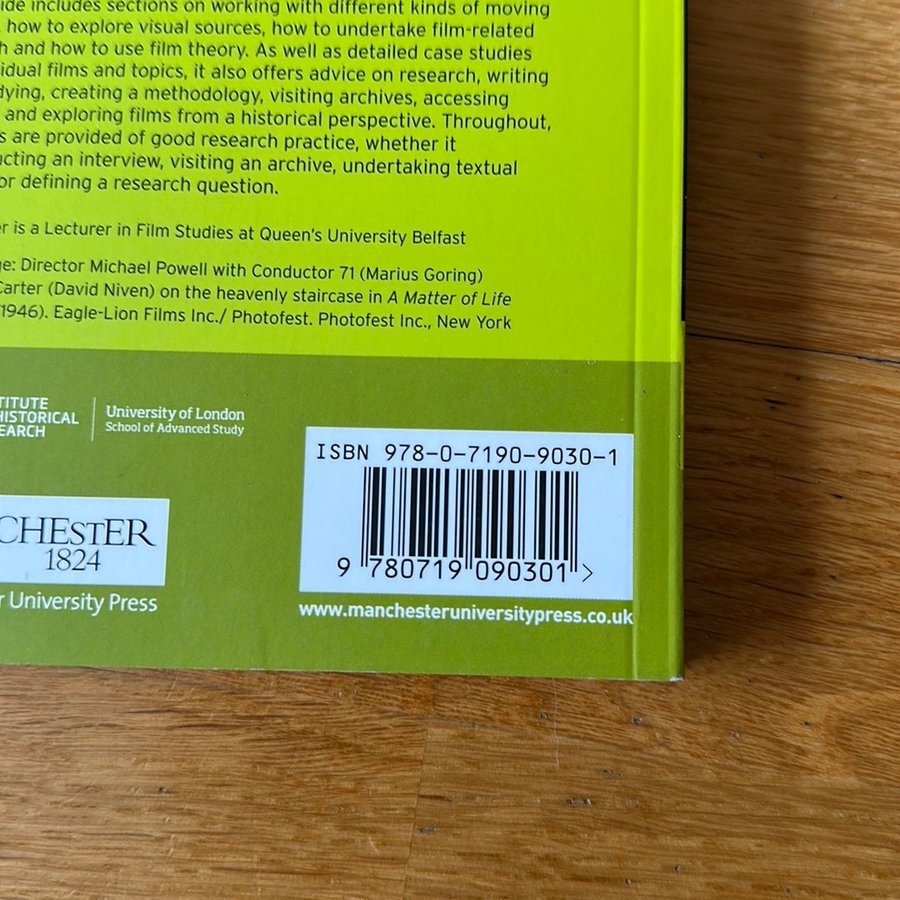 ide includes sections on working with different kinds of moving
, how to explore visual sources, how to undertake film-related
h and how to use film theory. As well as detailed case studies
idual films and topics, it also offers advice on research, writing
dying, creating a methodology, visiting archives, accessing
and exploring films from a historical perspective. Throughout,
s are provided of good research practice, whether it
ucting an interview, visiting an archive, undertaking textual
or defining a research question.
er is a Lecturer in Film Studies at Queen's University Belfast
ge: Director Michael Powell with Conductor 71 (Marius Goring)
Carter (David Niven) on the heavenly staircase in A Matter of Life
1946). Eagle-Lion Films Inc./ Photofest. Photofest Inc., New York
TITUTE
HISTORICAL
EARCH
University of London
School of Advanced Study
ISBN 978-0-7190-9030-1
9 780719 090301 >
CHESTER
1824
r University Press
www.manchesteruniversitypress.co.uk